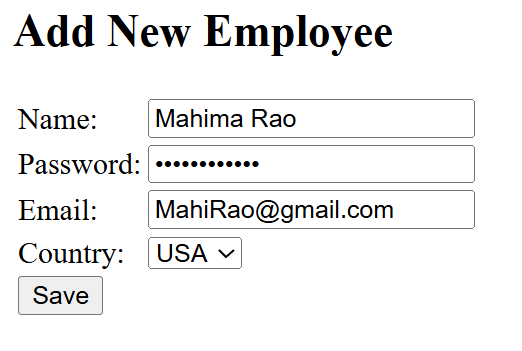 Add New Employee
Name: Mahima Rao
Password: ••••••••••••
Email: MahiRao@gmail.com
Country: USA
Save